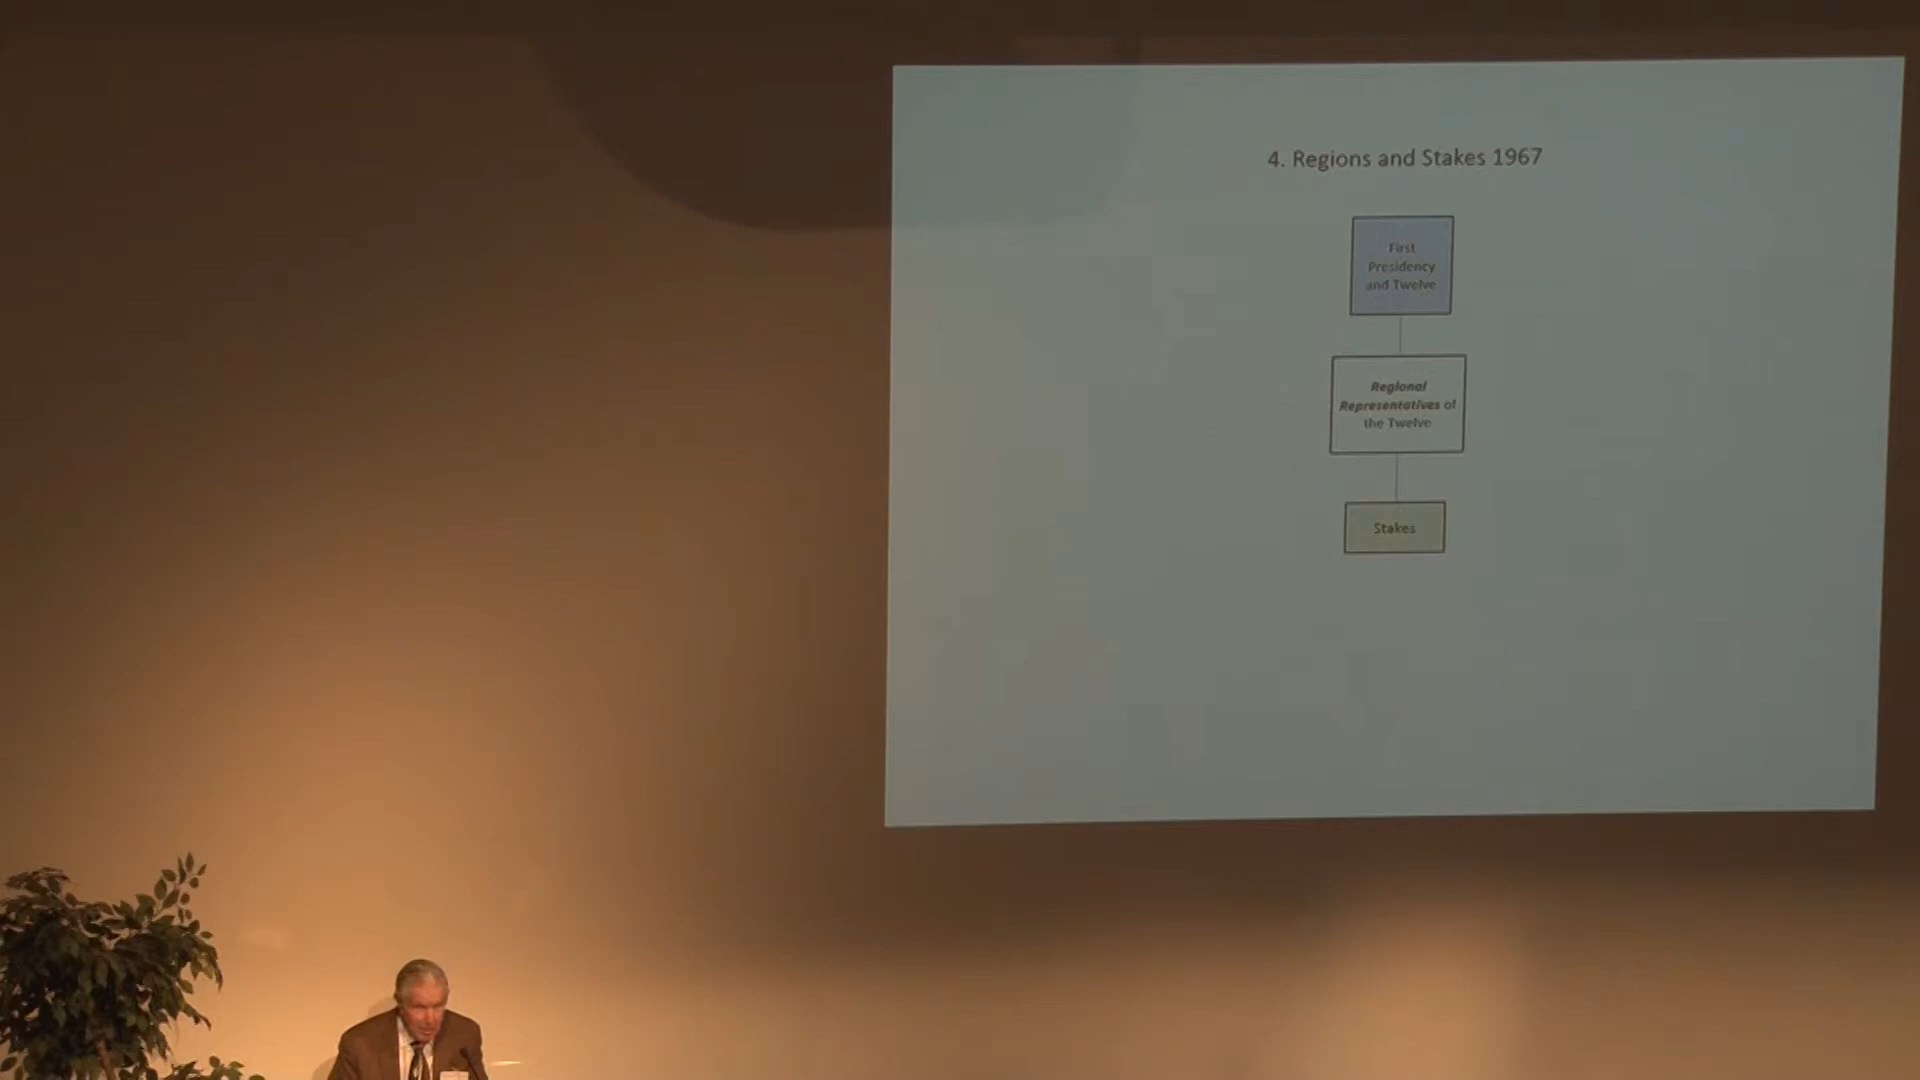 4. Regions and Stakes 1967
First
Presidency
and Twelve
Regional
Representatives of
the Twelve
Stakes